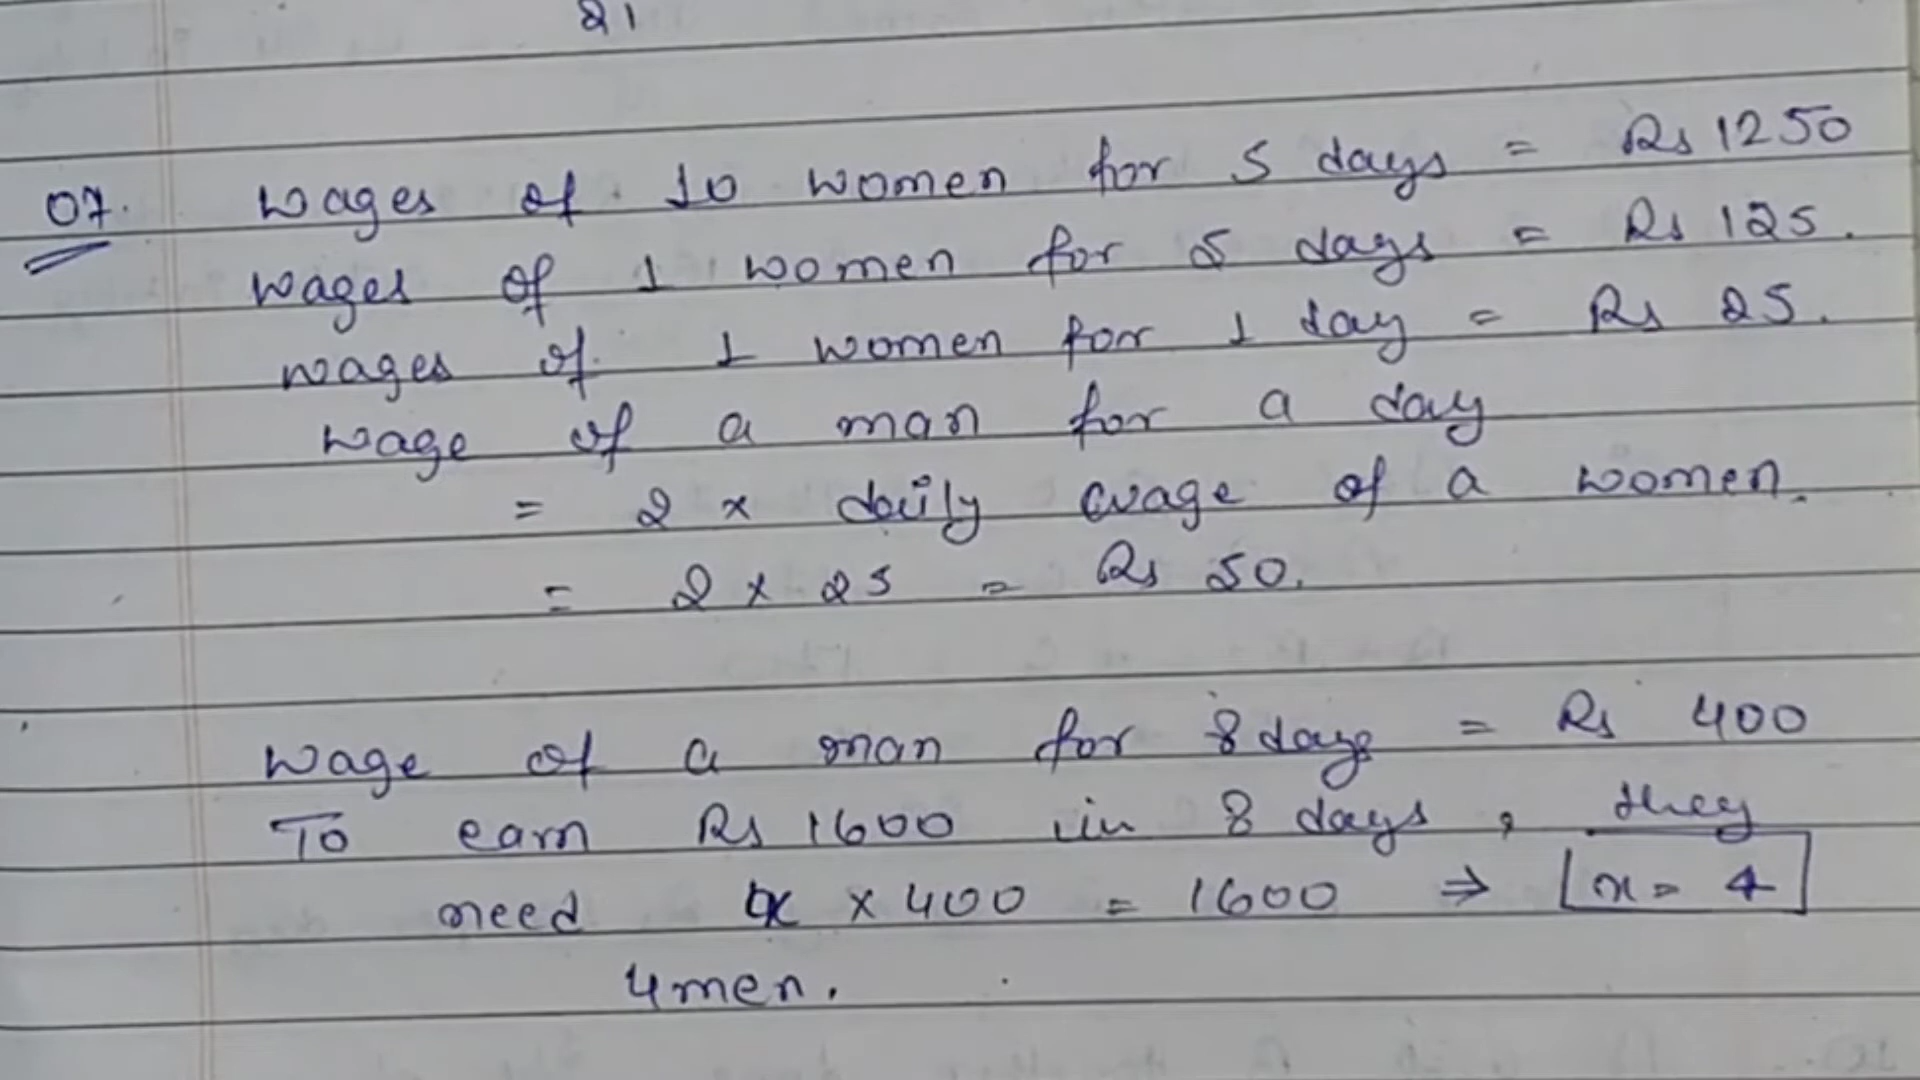 21
07. Wages of 10 women for 5 days = Rs 1250
Wages of 1 women for 5 days = Rs 125.
Wages of 1 women for 1 day = Rs 25.
Wage of a man for a day
= 2 × daily wage of a women.
= 2 × 25 = Rs 50.
Wage of a man for 8 days = Rs 400
To earn Rs 1600 in 8 days, they
need x × 400 = 1600 ⇒ x = 4
4 men.